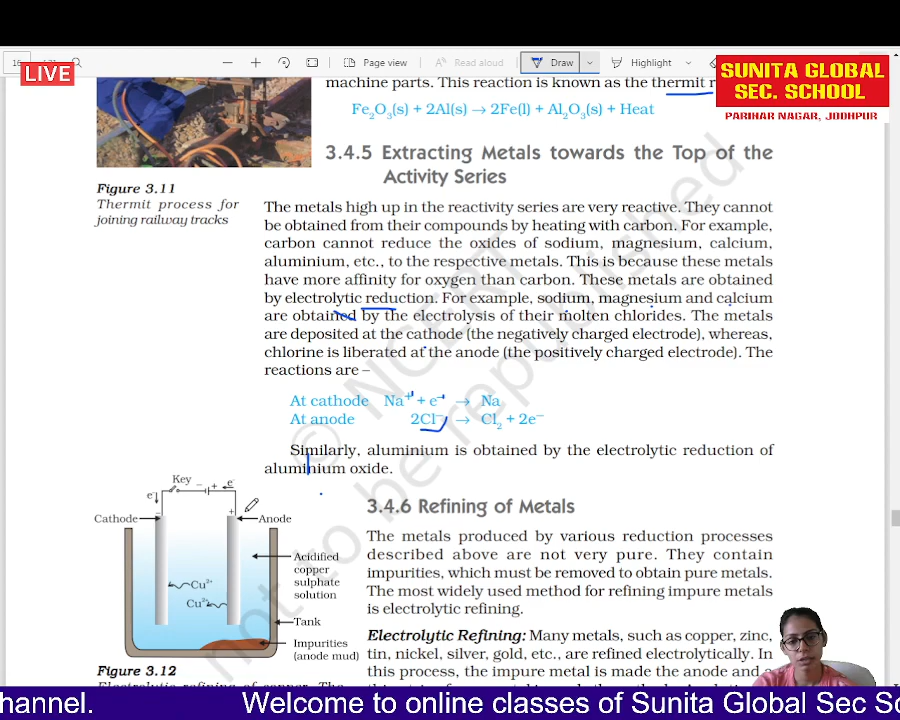 16
Page view
Read aloud
Draw
Highlight
LIVE
SUNITA GLOBAL
SEC. SCHOOL
PARIHAR NAGAR, JODHPUR
machine parts. This reaction is known as the thermit
Fe₂O₃(s) + 2Al(s) → 2Fe(l) + Al₂O₃(s) + Heat
3.4.5 Extracting Metals towards the Top of the
Activity Series
Figure 3.11
Thermit process for
joining railway tracks
The metals high up in the reactivity series are very reactive. They cannot
be obtained from their compounds by heating with carbon. For example,
carbon cannot reduce the oxides of sodium, magnesium, calcium,
aluminium, etc., to the respective metals. This is because these metals
have more affinity for oxygen than carbon. These metals are obtained
by electrolytic reduction. For example, sodium, magnesium and calcium
are obtained by the electrolysis of their molten chlorides. The metals
are deposited at the cathode (the negatively charged electrode), whereas,
chlorine is liberated at the anode (the positively charged electrode). The
reactions are –
At cathode Na⁺ + e⁻ → Na
At anode 2Cl⁻ → Cl₂ + 2e⁻
Similarly, aluminium is obtained by the electrolytic reduction of
aluminium oxide.
Key
e⁻ – + e⁻
– +
Cathode
Anode
Acidified
copper
sulphate
solution
Cu²⁺
Cu²⁺
Tank
Impurities
(anode mud)
Figure 3.12
3.4.6 Refining of Metals
The metals produced by various reduction processes
described above are not very pure. They contain
impurities, which must be removed to obtain pure metals.
The most widely used method for refining impure metals
is electrolytic refining.
Electrolytic Refining: Many metals, such as copper, zinc,
tin, nickel, silver, gold, etc., are refined electrolytically. In
this process, the impure metal is made the anode and a
© NCERT
not to be republished
hannel. Welcome to online classes of Sunita Global Sec Sc